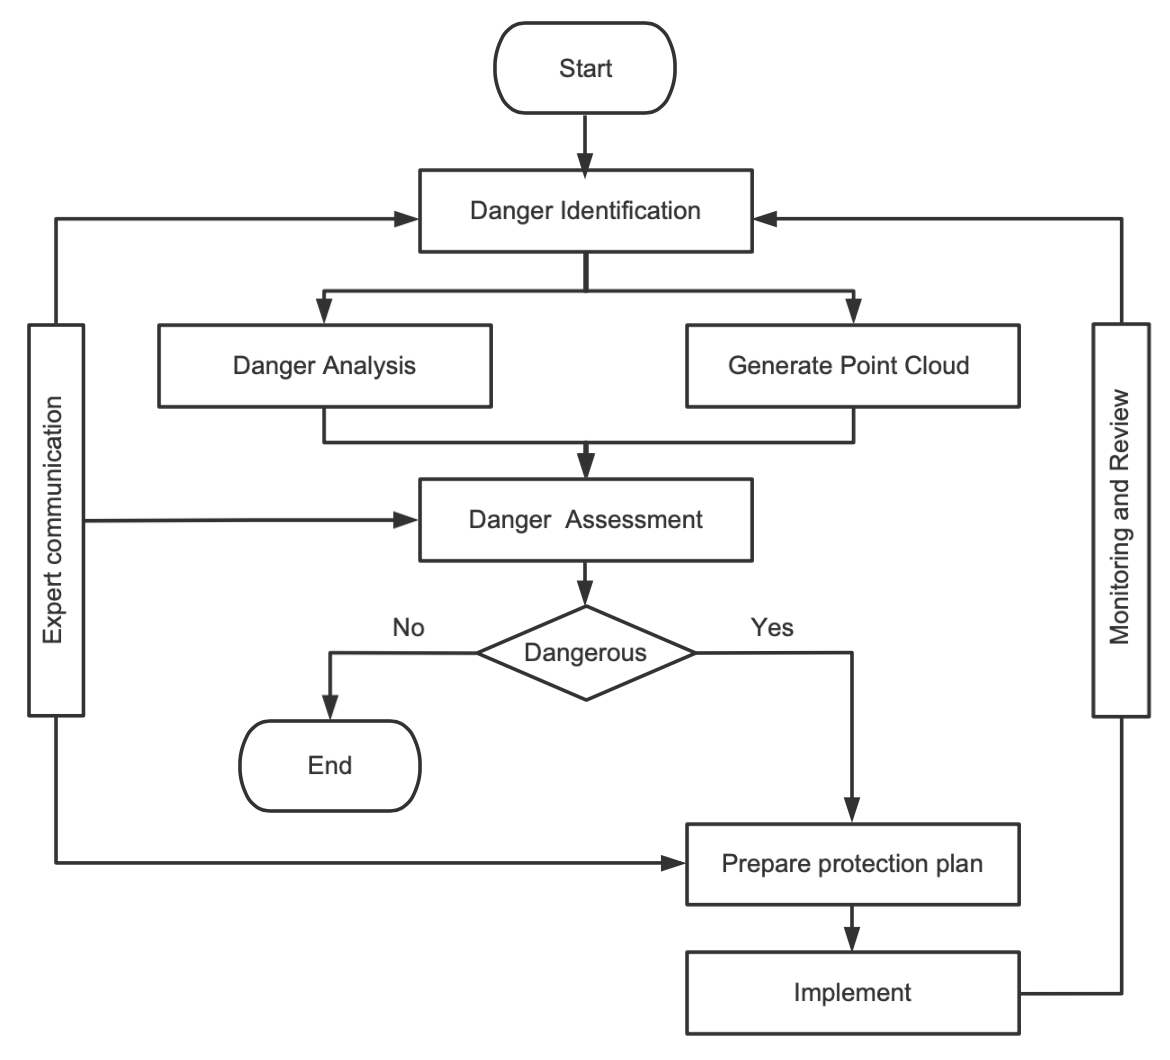 Start
Danger Identification
Danger Analysis
Generate Point Cloud
Expert communication
Monitoring and Review
Danger Assessment
No
Yes
Dangerous
End
Prepare protection plan
Implement